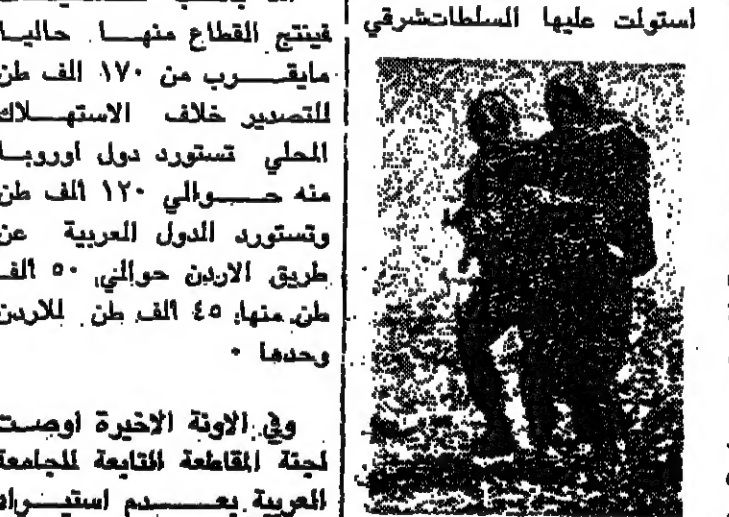 استولت عليها السلطات شرقي
فينتج القطاع منها حاليا
مايقرب من ١٧٠ الف طن
للتصدير خلاف الاستهلاك
المحلي تستورد دول اوروبا
منه حوالي ١٢٠ الف طن
وتستورد الدول العربية عن
طريق الاردن حوالي ٥٠ الف
طن منها ٤٥ الف طن للاردن
وحدها ٠
وفي الاونة الاخيرة اوصت
لجنة المقاطعة التابعة للجامعة
العربية بعدم استيراد